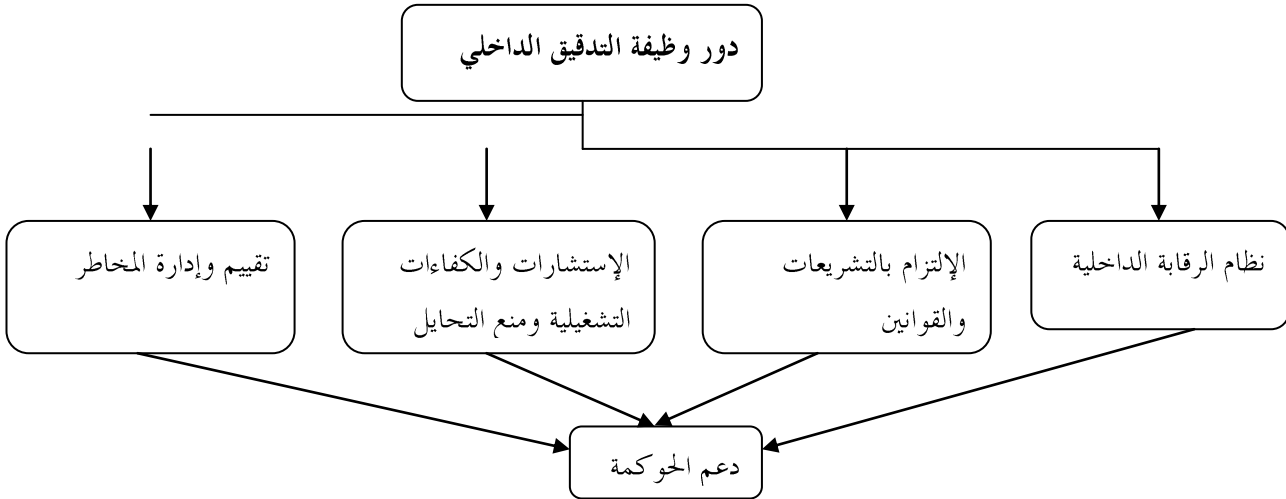 دور وظيفة التدقيق الداخلي
نظام الرقابة الداخلية
الإلتزام بالتشريعات
والقوانين
الإستشارات والكفاءات
التشغيلية ومنع التحايل
تقييم وإدارة المخاطر
دعم الحوكمة